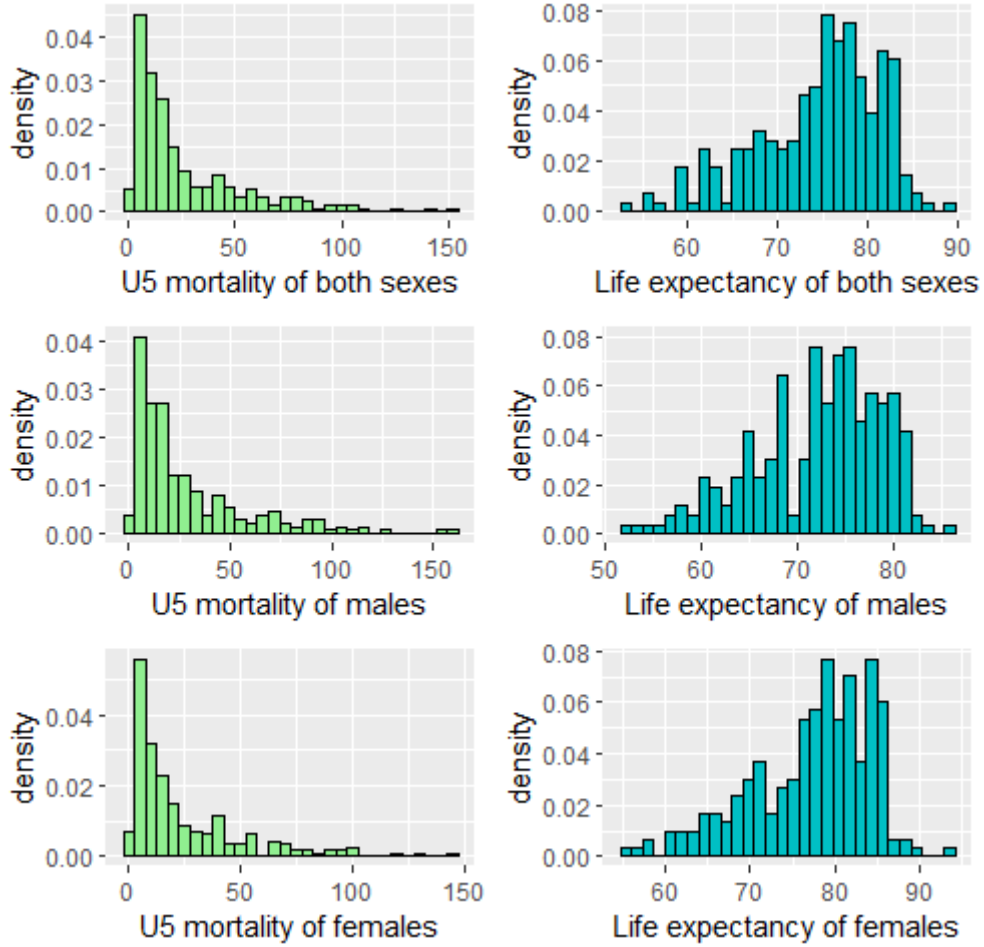 density
0.04
0.03
0.02
0.01
0.00
0 50 100 150
U5 mortality of both sexes
density
0.08
0.06
0.04
0.02
0.00
60 70 80 90
Life expectancy of both sexes
density
0.04
0.03
0.02
0.01
0.00
0 50 100 150
U5 mortality of males
density
0.08
0.06
0.04
0.02
0.00
50 60 70 80
Life expectancy of males
density
0.04
0.02
0.00
0 50 100 150
U5 mortality of females
density
0.08
0.06
0.04
0.02
0.00
60 70 80 90
Life expectancy of females